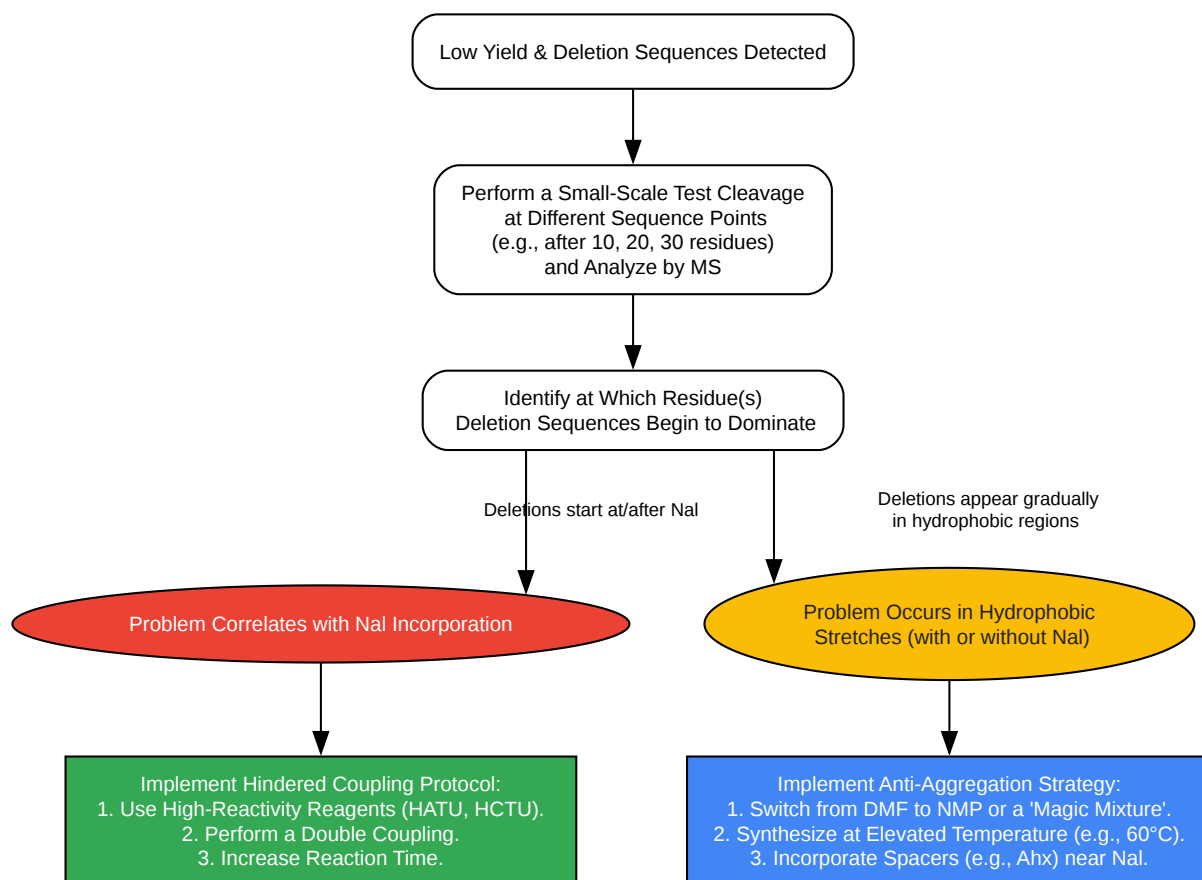 Low Yield & Deletion Sequences Detected
Perform a Small-Scale Test Cleavage
at Different Sequence Points
(e.g., after 10, 20, 30 residues)
and Analyze by MS
Identify at Which Residue(s)
Deletion Sequences Begin to Dominate
Deletions start at/after Nal
Deletions appear gradually
in hydrophobic regions
Problem Correlates with Nal Incorporation
Problem Occurs in Hydrophobic
Stretches (with or without Nal)
Implement Hindered Coupling Protocol:
1. Use High-Reactivity Reagents (HATU, HCTU).
2. Perform a Double Coupling.
3. Increase Reaction Time.
Implement Anti-Aggregation Strategy:
1. Switch from DMF to NMP or a 'Magic Mixture'.
2. Synthesize at Elevated Temperature (e.g., 60°C).
3. Incorporate Spacers (e.g., Ahx) near Nal.